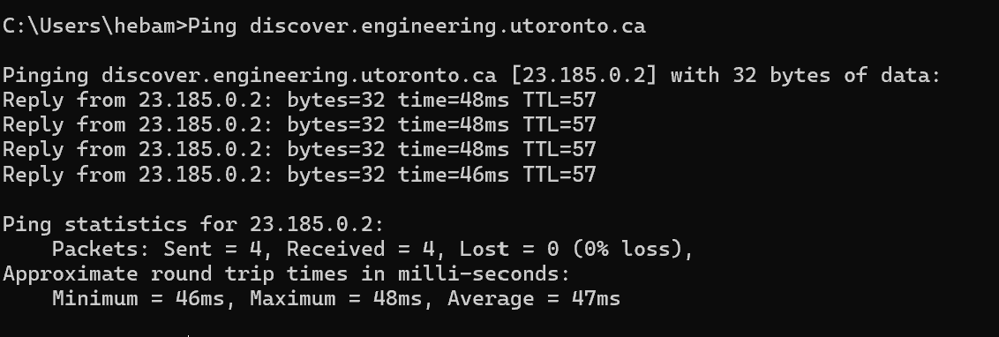 C:\Users\hebam>Ping discover.engineering.utoronto.ca
Pinging discover.engineering.utoronto.ca [23.185.0.2] with 32 bytes of data:
Reply from 23.185.0.2: bytes=32 time=48ms TTL=57
Reply from 23.185.0.2: bytes=32 time=48ms TTL=57
Reply from 23.185.0.2: bytes=32 time=48ms TTL=57
Reply from 23.185.0.2: bytes=32 time=46ms TTL=57
Ping statistics for 23.185.0.2:
    Packets: Sent = 4, Received = 4, Lost = 0 (0% loss),
Approximate round trip times in milli-seconds:
    Minimum = 46ms, Maximum = 48ms, Average = 47ms